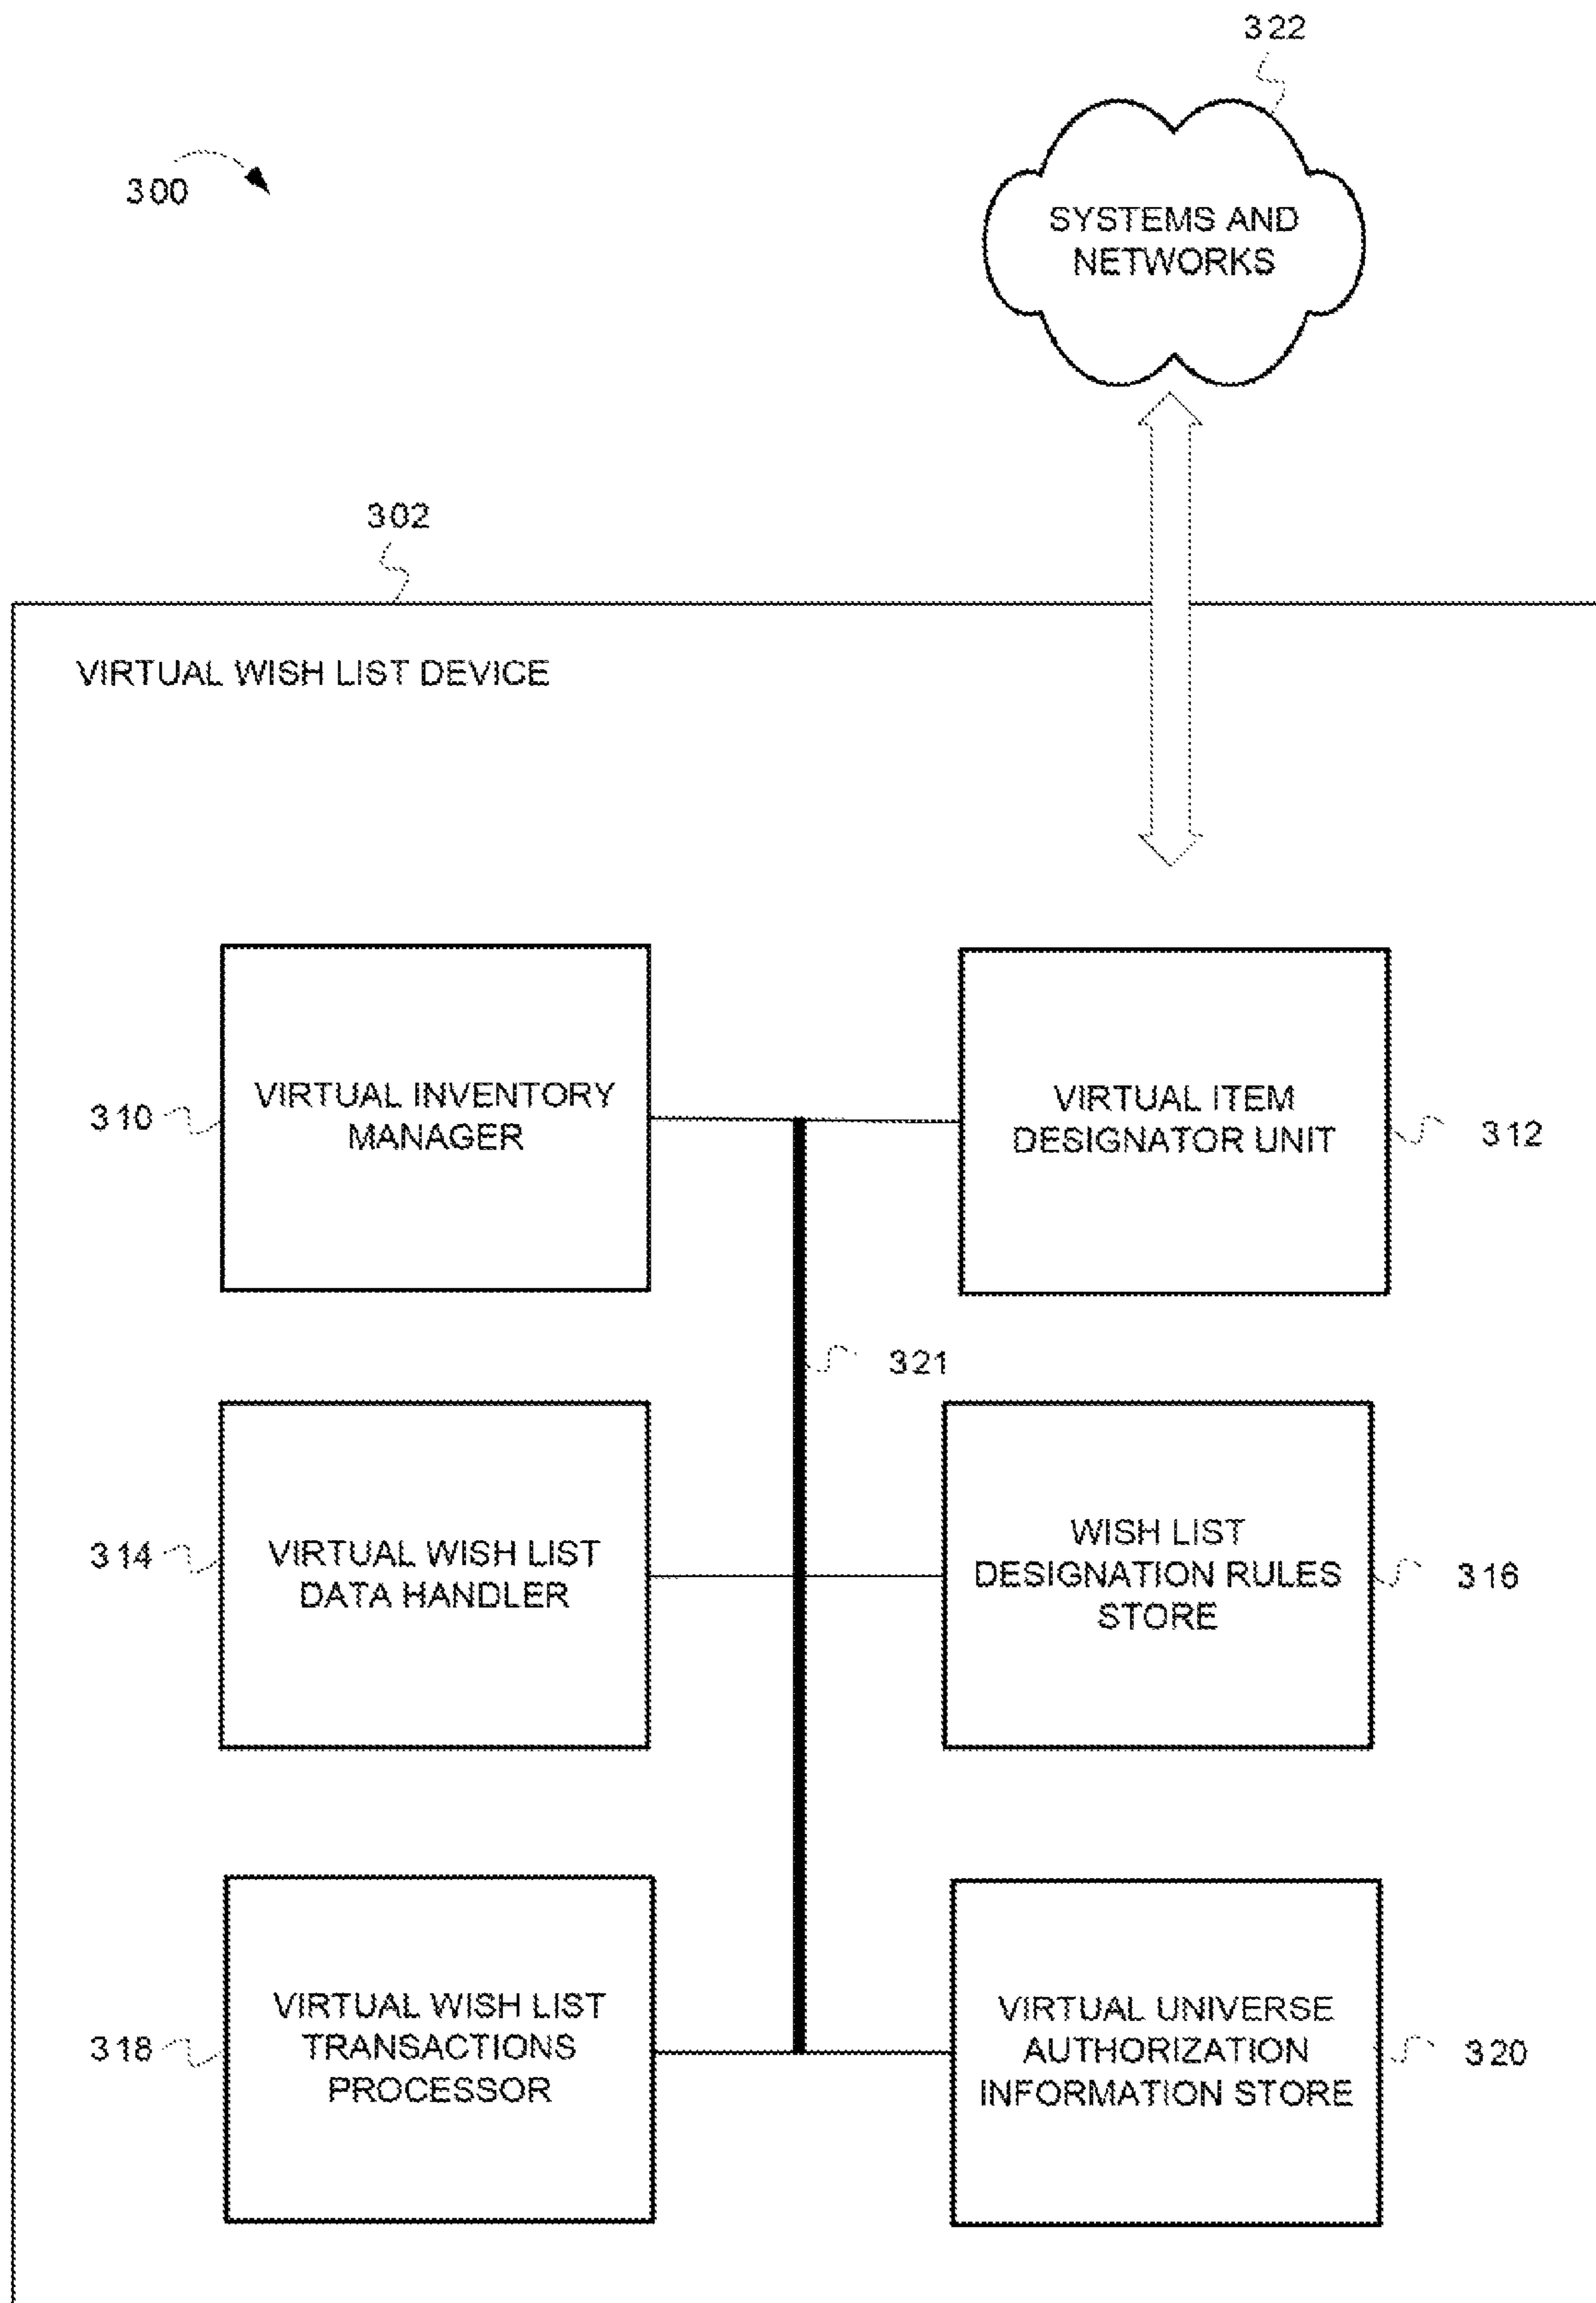 322
300
SYSTEMS AND
NETWORKS
302
VIRTUAL WISH LIST DEVICE
310
VIRTUAL INVENTORY
MANAGER
VIRTUAL ITEM
DESIGNATOR UNIT
312
321
314
VIRTUAL WISH LIST
DATA HANDLER
WISH LIST
DESIGNATION RULES
STORE
316
318
VIRTUAL WISH LIST
TRANSACTIONS
PROCESSOR
VIRTUAL UNIVERSE
AUTHORIZATION
INFORMATION STORE
320